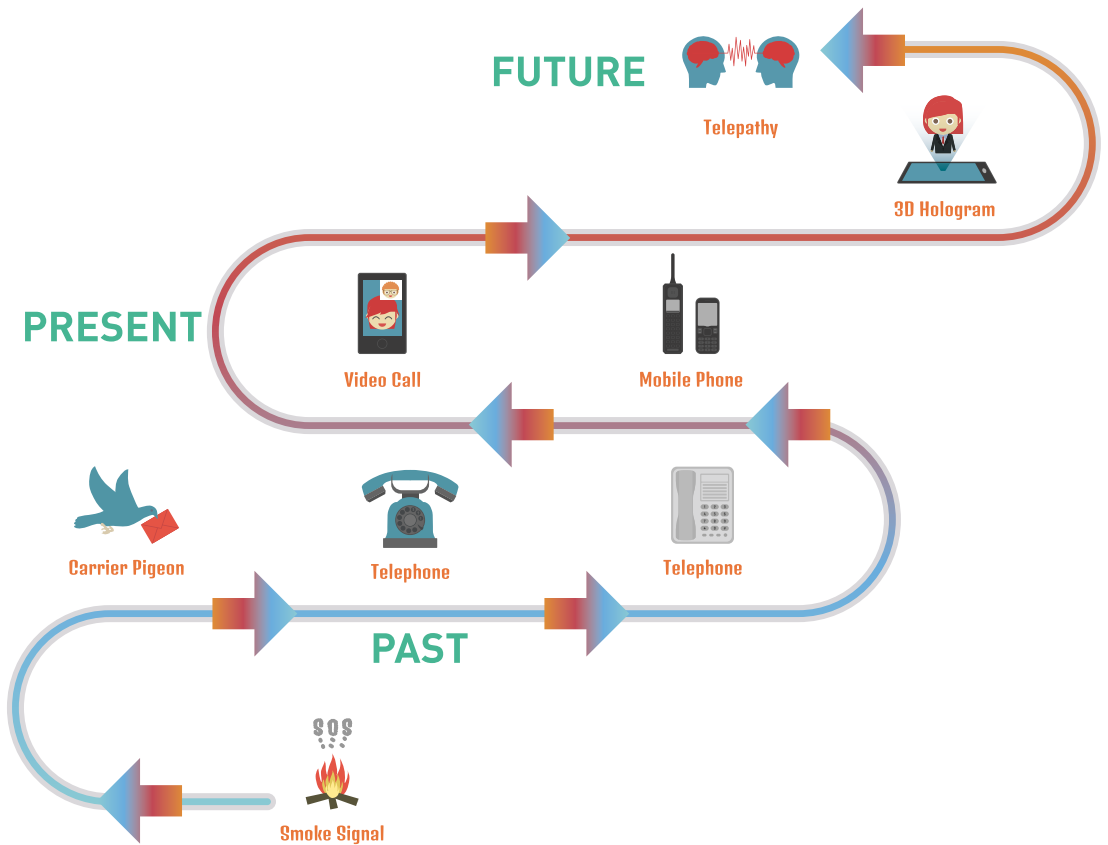 FUTURE
Telepathy
3D Hologram
PRESENT
Video Call
Mobile Phone
Carrier Pigeon
Telephone
Telephone
PAST
SOS
Smoke Signal